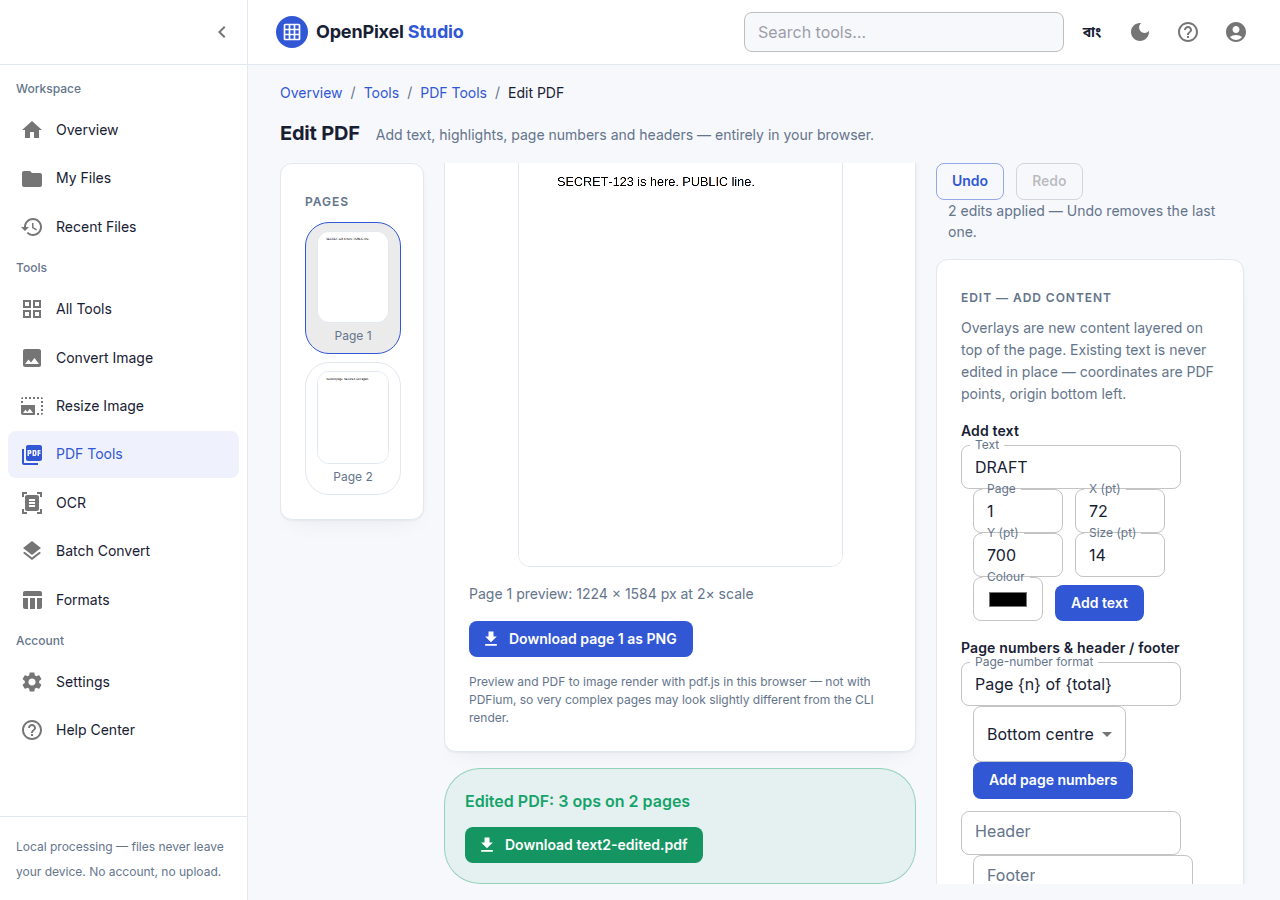 OpenPixel Studio
Search tools...
বাং
Workspace
Overview
My Files
Recent Files
Tools
All Tools
Convert Image
Resize Image
PDF
PDF Tools
OCR
Batch Convert
Formats
Account
Settings
Help Center
Local processing — files never leave
your device. No account, no upload.
Overview / Tools / PDF Tools / Edit PDF
Edit PDF
Add text, highlights, page numbers and headers — entirely in your browser.
PAGES
Page 1
Page 2
SECRET-123 is here. PUBLIC line.
Page 1 preview: 1224 × 1584 px at 2× scale
Download page 1 as PNG
Preview and PDF to image render with pdf.js in this browser — not with
PDFium, so very complex pages may look slightly different from the CLI
render.
Edited PDF: 3 ops on 2 pages
Download text2-edited.pdf
Undo
Redo
2 edits applied — Undo removes the last
one.
EDIT — ADD CONTENT
Overlays are new content layered on
top of the page. Existing text is never
edited in place — coordinates are PDF
points, origin bottom left.
Add text
Text
DRAFT
Page
1
X (pt)
72
Y (pt)
700
Size (pt)
14
Colour
Add text
Page numbers & header / footer
Page-number format
Page {n} of {total}
Bottom centre
Add page numbers
Header
Footer